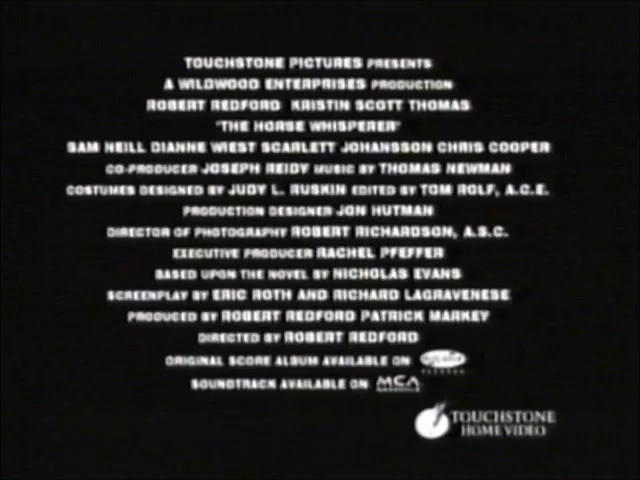 TOUCHSTONE PICTURES PRESENTS
A WILDWOOD ENTERPRISES PRODUCTION
ROBERT REDFORD KRISTIN SCOTT THOMAS
"THE HORSE WHISPERER"
SAM NEILL DIANNE WIEST SCARLETT JOHANSSON CHRIS COOPER
CO-PRODUCER JOSEPH REIDY MUSIC BY THOMAS NEWMAN
COSTUMES DESIGNED BY JUDY L. RUSKIN EDITED BY TOM ROLF, A.C.E.
PRODUCTION DESIGNER JON HUTMAN
DIRECTOR OF PHOTOGRAPHY ROBERT RICHARDSON, A.S.C.
EXECUTIVE PRODUCER RACHEL PFEFFER
BASED UPON THE NOVEL BY NICHOLAS EVANS
SCREENPLAY BY ERIC ROTH AND RICHARD LAGRAVENESE
PRODUCED BY ROBERT REDFORD PATRICK MARKEY
DIRECTED BY ROBERT REDFORD
ORIGINAL SCORE ALBUM AVAILABLE ON
RECORDS
SOUNDTRACK AVAILABLE ON MCA
TOUCHSTONE
HOME VIDEO